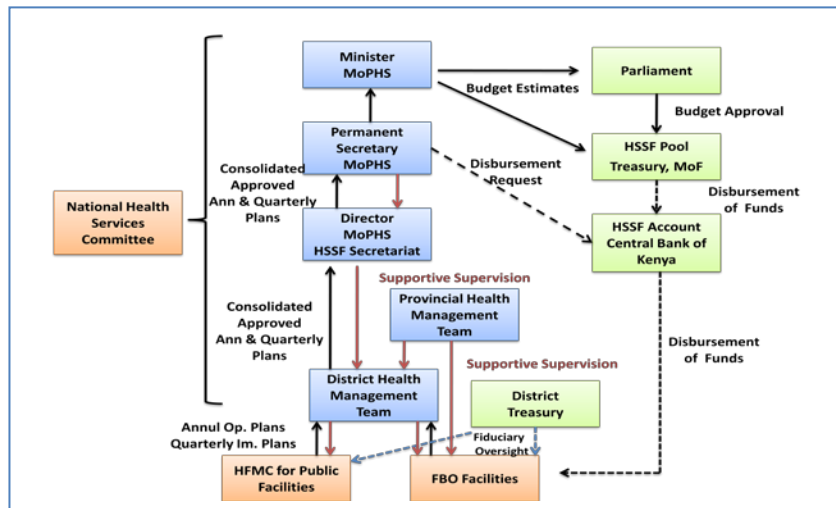 Minister
MoPHS
Parliament
Budget Estimates
Budget Approval
Permanent
Secretary
MoPHS
HSSF Pool
Treasury, MoF
Consolidated
Approved
Ann & Quarterly
Plans
Disbursement
Request
Disbursement
of Funds
National Health
Services
Committee
Director
MoPHS
HSSF Secretariat
HSSF Account
Central Bank of
Kenya
Supportive Supervision
Consolidated
Approved
Ann & Quarterly
Plans
Provincial Health
Management
Team
Disbursement
of Funds
Supportive Supervision
District Health
Management
Team
District
Treasury
Annul Op. Plans
Quarterly Im. Plans
Fiduciary
Oversight
HFMC for Public
Facilities
FBO Facilities